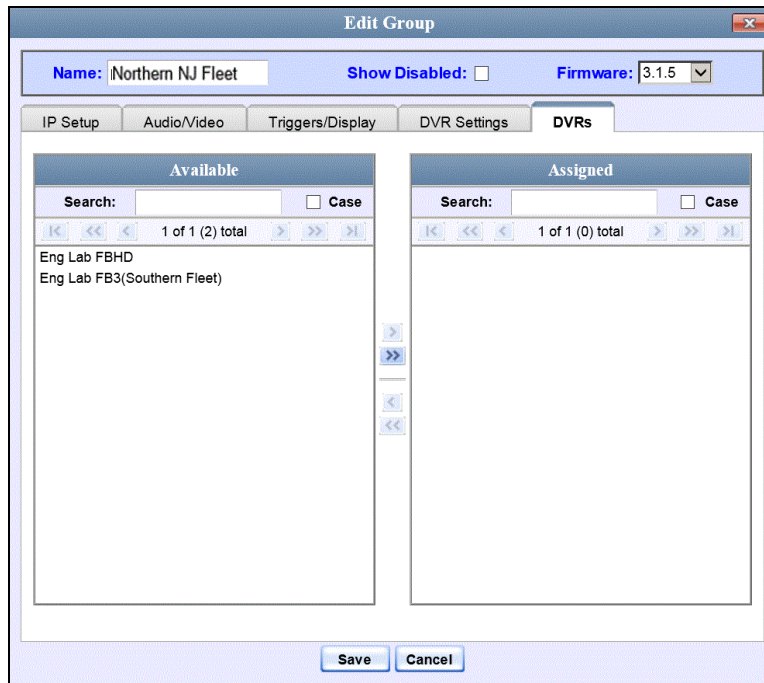 Edit Group
Name: Northern NJ Fleet Show Disabled: Firmware: 3.1.5
IP Setup Audio/Video Triggers/Display DVR Settings DVRs
Available Assigned
Search: Case Search: Case
|< << < 1 of 1 (2) total > >> >| |< << < 1 of 1 (0) total > >> >|
Eng Lab FBHD
Eng Lab FB3(Southern Fleet)
>
>>
<
<<
Save Cancel